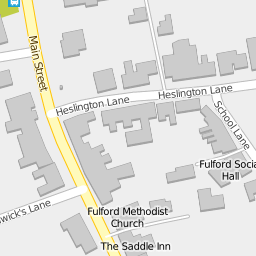 Main Street
Heslington Lane
Heslington Lane
School Lane
Fulford Social
Hall
wick's Lane
Fulford Methodist
Church
The Saddle Inn